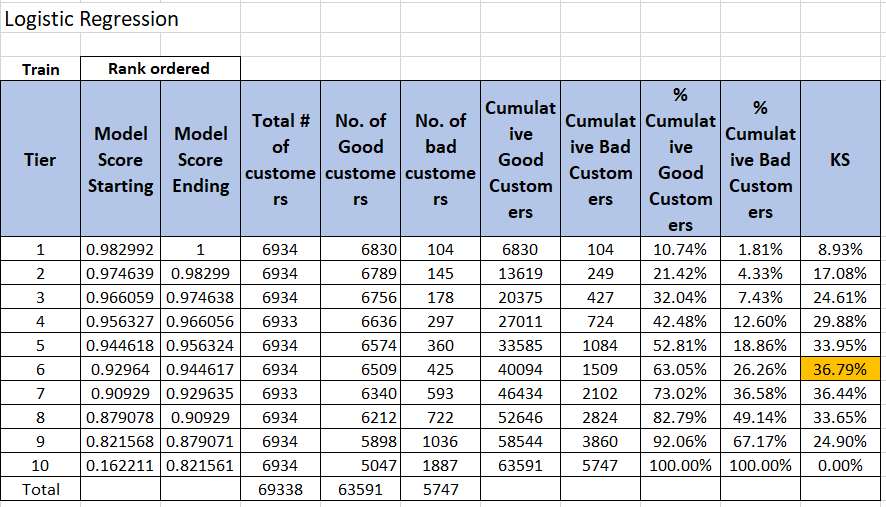 Logistic Regression
Train Rank ordered
Tier Model Score Starting Model Score Ending Total # of customers No. of Good customers No. of bad customers Cumulative Good Customers Cumulative Bad Customers % Cumulative Good Customers % Cumulative Bad Customers KS
1 0.982992 1 6934 6830 104 6830 104 10.74% 1.81% 8.93%
2 0.974639 0.98299 6934 6789 145 13619 249 21.42% 4.33% 17.08%
3 0.966059 0.974638 6934 6756 178 20375 427 32.04% 7.43% 24.61%
4 0.956327 0.966056 6933 6636 297 27011 724 42.48% 12.60% 29.88%
5 0.944618 0.956324 6934 6574 360 33585 1084 52.81% 18.86% 33.95%
6 0.92964 0.944617 6934 6509 425 40094 1509 63.05% 26.26% 36.79%
7 0.90929 0.929635 6933 6340 593 46434 2102 73.02% 36.58% 36.44%
8 0.879078 0.90929 6934 6212 722 52646 2824 82.79% 49.14% 33.65%
9 0.821568 0.879071 6934 5898 1036 58544 3860 92.06% 67.17% 24.90%
10 0.162211 0.821561 6934 5047 1887 63591 5747 100.00% 100.00% 0.00%
Total 69338 63591 5747